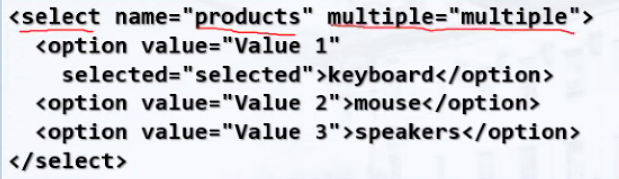 <select name="products" multiple="multiple">
  <option value="Value 1"
    selected="selected">keyboard</option>
  <option value="Value 2">mouse</option>
  <option value="Value 3">speakers</option>
</select>